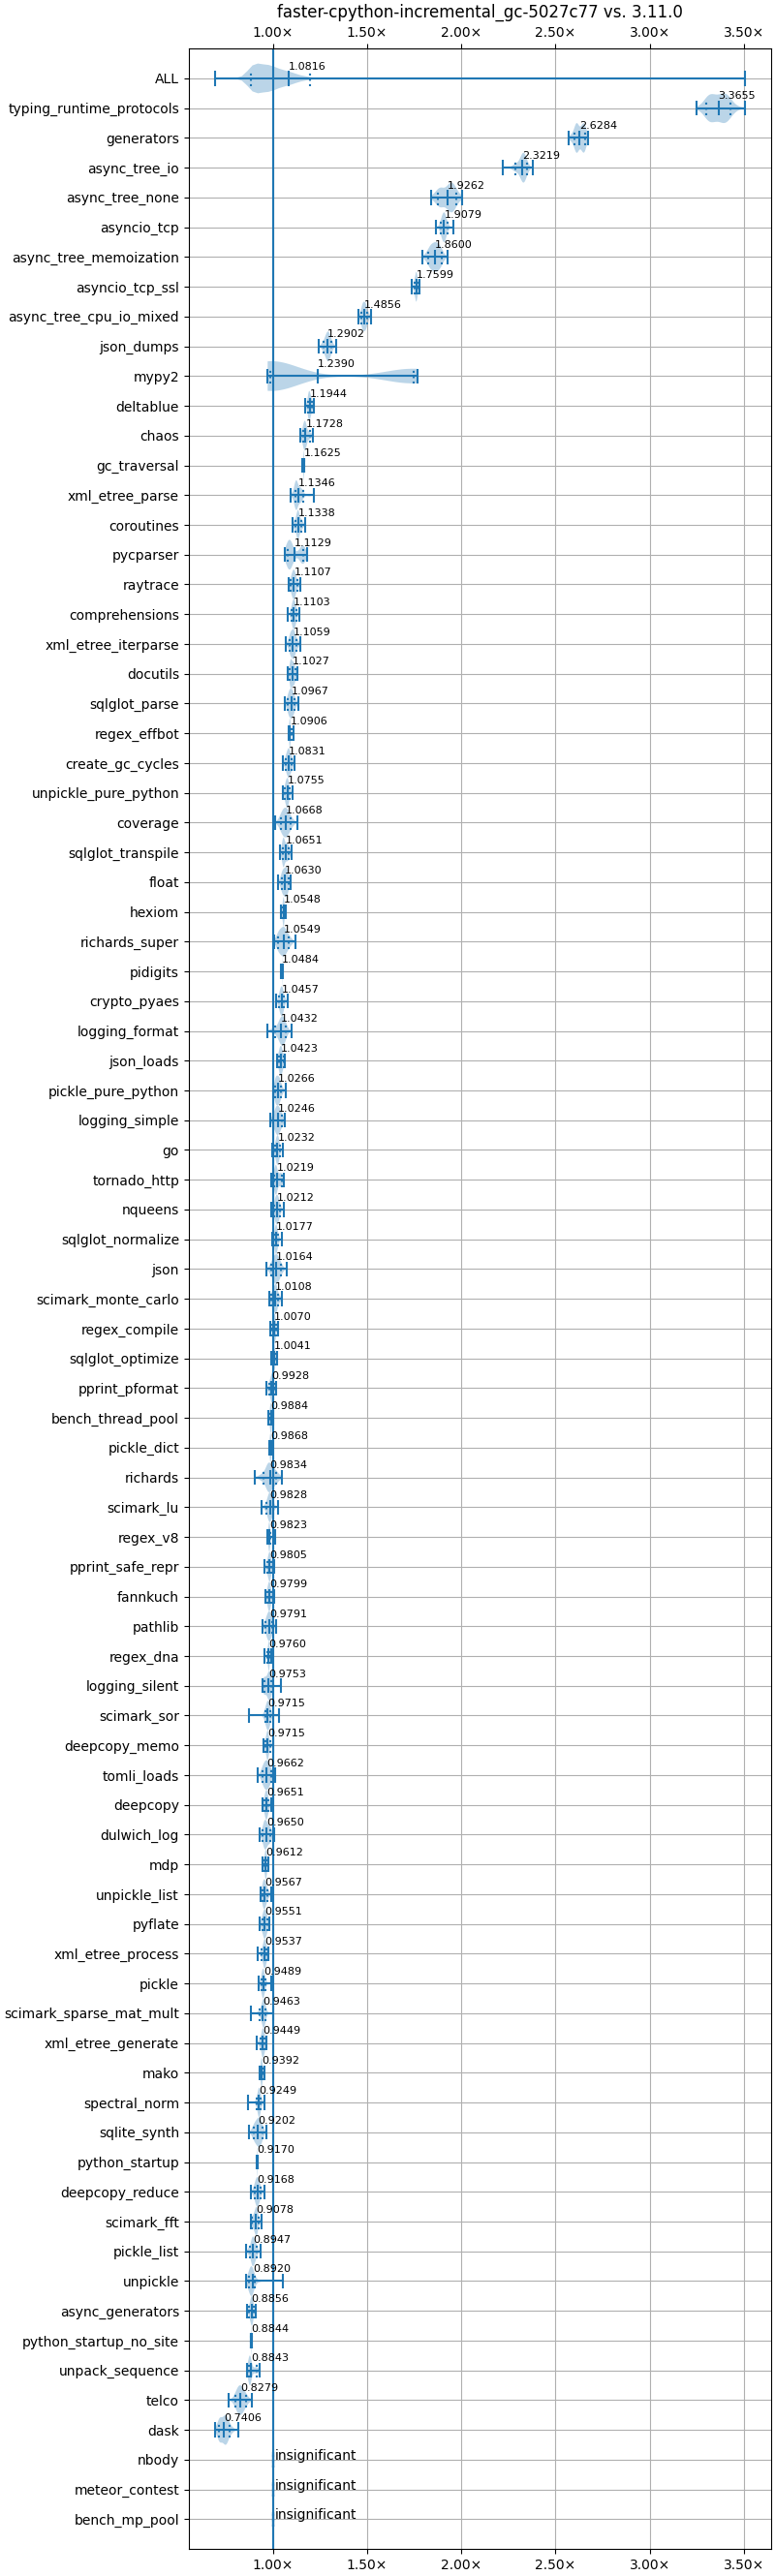 faster-cpython-incremental_gc-5027c77 vs. 3.11.0
1.00× 1.50× 2.00× 2.50× 3.00× 3.50×
ALL 1.0816
typing_runtime_protocols 3.3655
generators 2.6284
async_tree_io 2.3219
async_tree_none 1.9262
asyncio_tcp 1.9079
async_tree_memoization 1.8600
asyncio_tcp_ssl 1.7599
async_tree_cpu_io_mixed 1.4856
json_dumps 1.2902
mypy2 1.2390
deltablue 1.1944
chaos 1.1728
gc_traversal 1.1625
xml_etree_parse 1.1346
coroutines 1.1338
pycparser 1.1129
raytrace 1.1107
comprehensions 1.1103
xml_etree_iterparse 1.1059
docutils 1.1027
sqlglot_parse 1.0967
regex_effbot 1.0906
create_gc_cycles 1.0831
unpickle_pure_python 1.0755
coverage 1.0668
sqlglot_transpile 1.0651
float 1.0630
hexiom 1.0548
richards_super 1.0549
pidigits 1.0484
crypto_pyaes 1.0457
logging_format 1.0432
json_loads 1.0423
pickle_pure_python 1.0266
logging_simple 1.0246
go 1.0232
tornado_http 1.0219
nqueens 1.0212
sqlglot_normalize 1.0177
json 1.0164
scimark_monte_carlo 1.0108
regex_compile 1.0070
sqlglot_optimize 1.0041
pprint_pformat 0.9928
bench_thread_pool 0.9884
pickle_dict 0.9868
richards 0.9834
scimark_lu 0.9828
regex_v8 0.9823
pprint_safe_repr 0.9805
fannkuch 0.9799
pathlib 0.9791
regex_dna 0.9760
logging_silent 0.9753
scimark_sor 0.9715
deepcopy_memo 0.9715
tomli_loads 0.9662
deepcopy 0.9651
dulwich_log 0.9650
mdp 0.9612
unpickle_list 0.9567
pyflate 0.9551
xml_etree_process 0.9537
pickle 0.9489
scimark_sparse_mat_mult 0.9463
xml_etree_generate 0.9449
mako 0.9392
spectral_norm 0.9249
sqlite_synth 0.9202
python_startup 0.9170
deepcopy_reduce 0.9168
scimark_fft 0.9078
pickle_list 0.8947
unpickle 0.8920
async_generators 0.8856
python_startup_no_site 0.8844
unpack_sequence 0.8843
telco 0.8279
dask 0.7406
nbody insignificant
meteor_contest insignificant
bench_mp_pool insignificant
1.00× 1.50× 2.00× 2.50× 3.00× 3.50×